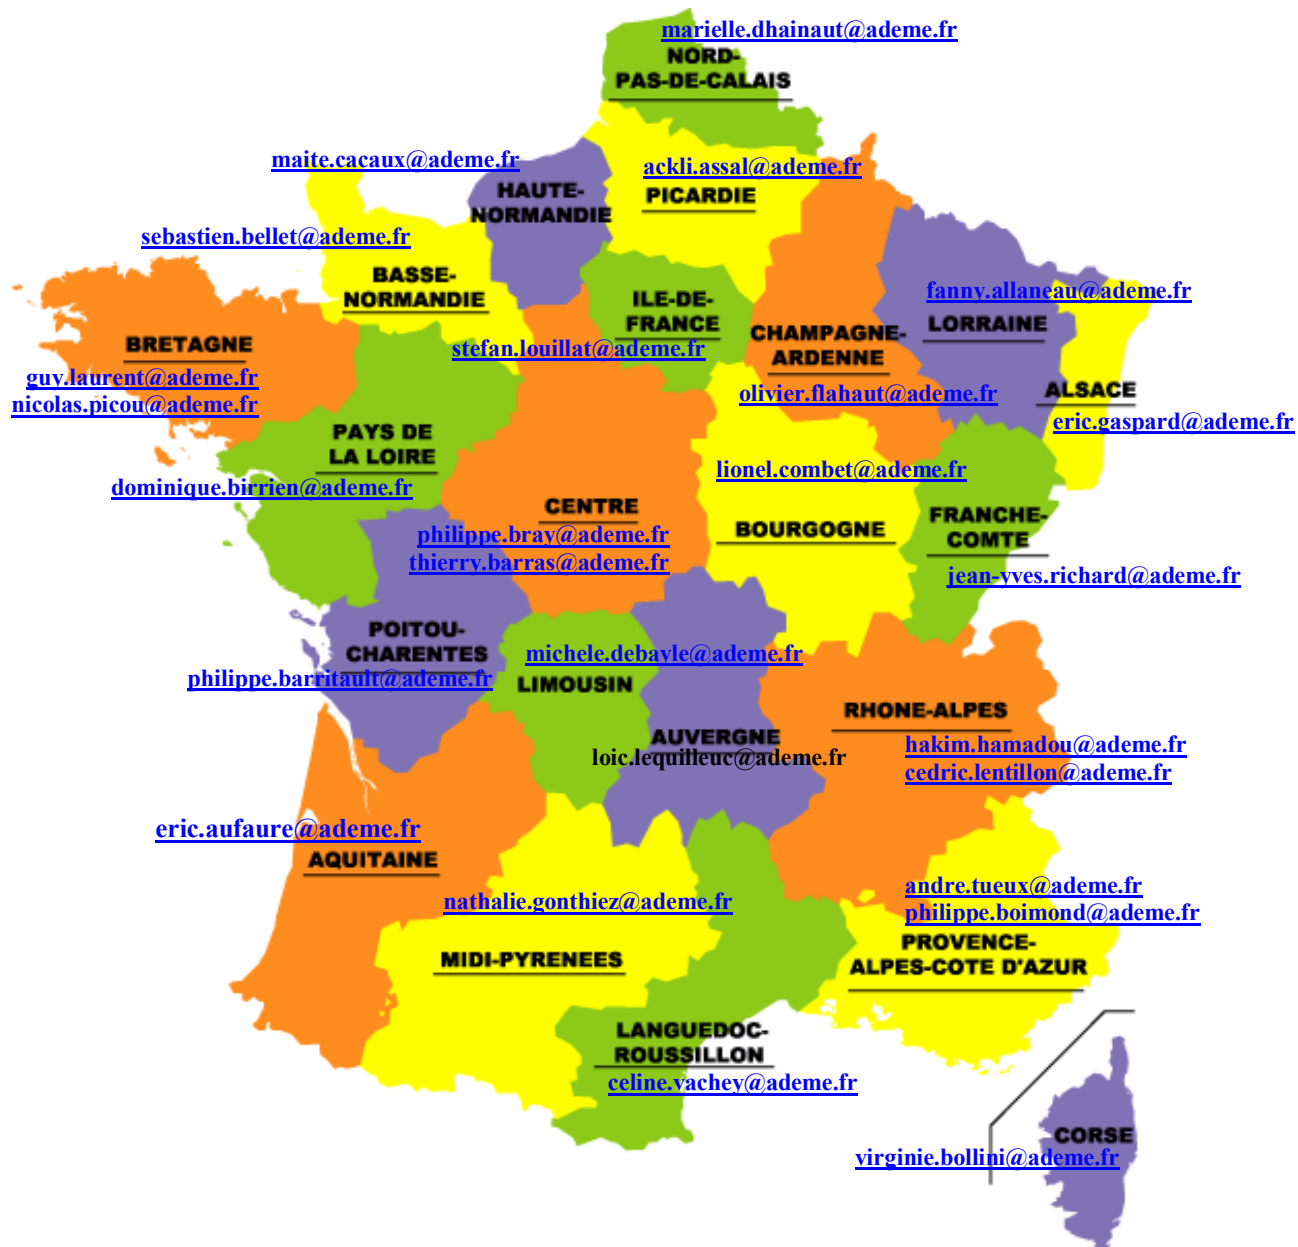 marielle.dhainaut@ademe.fr
NORD-
PAS-DE-CALAIS
maite.cacaux@ademe.fr
ackli.assal@ademe.fr
HAUTE-
NORMANDIE
PICARDIE
sebastien.bellet@ademe.fr
BASSE-
NORMANDIE
ILE-DE-
FRANCE
fanny.allaneau@ademe.fr
LORRAINE
BRETAGNE
CHAMPAGNE-
ARDENNE
stefan.louillat@ademe.fr
guy.laurent@ademe.fr
nicolas.picou@ademe.fr
olivier.flahaut@ademe.fr
ALSACE
eric.gaspard@ademe.fr
PAYS DE
LA LOIRE
dominique.birrien@ademe.fr
lionel.combet@ademe.fr
CENTRE
philippe.bray@ademe.fr
thierry.barras@ademe.fr
BOURGOGNE
FRANCHE-
COMTE
jean-yves.richard@ademe.fr
POITOU-
CHARENTES
philippe.barritault@ademe.fr
michele.debayle@ademe.fr
LIMOUSIN
AUVERGNE
loic.lequilleuc@ademe.fr
RHONE-ALPES
hakim.hamadou@ademe.fr
cedric.lentillon@ademe.fr
eric.aufaure@ademe.fr
AQUITAINE
nathalie.gonthiez@ademe.fr
MIDI-PYRENEES
andre.tueux@ademe.fr
philippe.boimond@ademe.fr
PROVENCE-
ALPES-COTE D'AZUR
LANGUEDOC-
ROUSSILLON
celine.vachey@ademe.fr
CORSE
virginie.bollini@ademe.fr